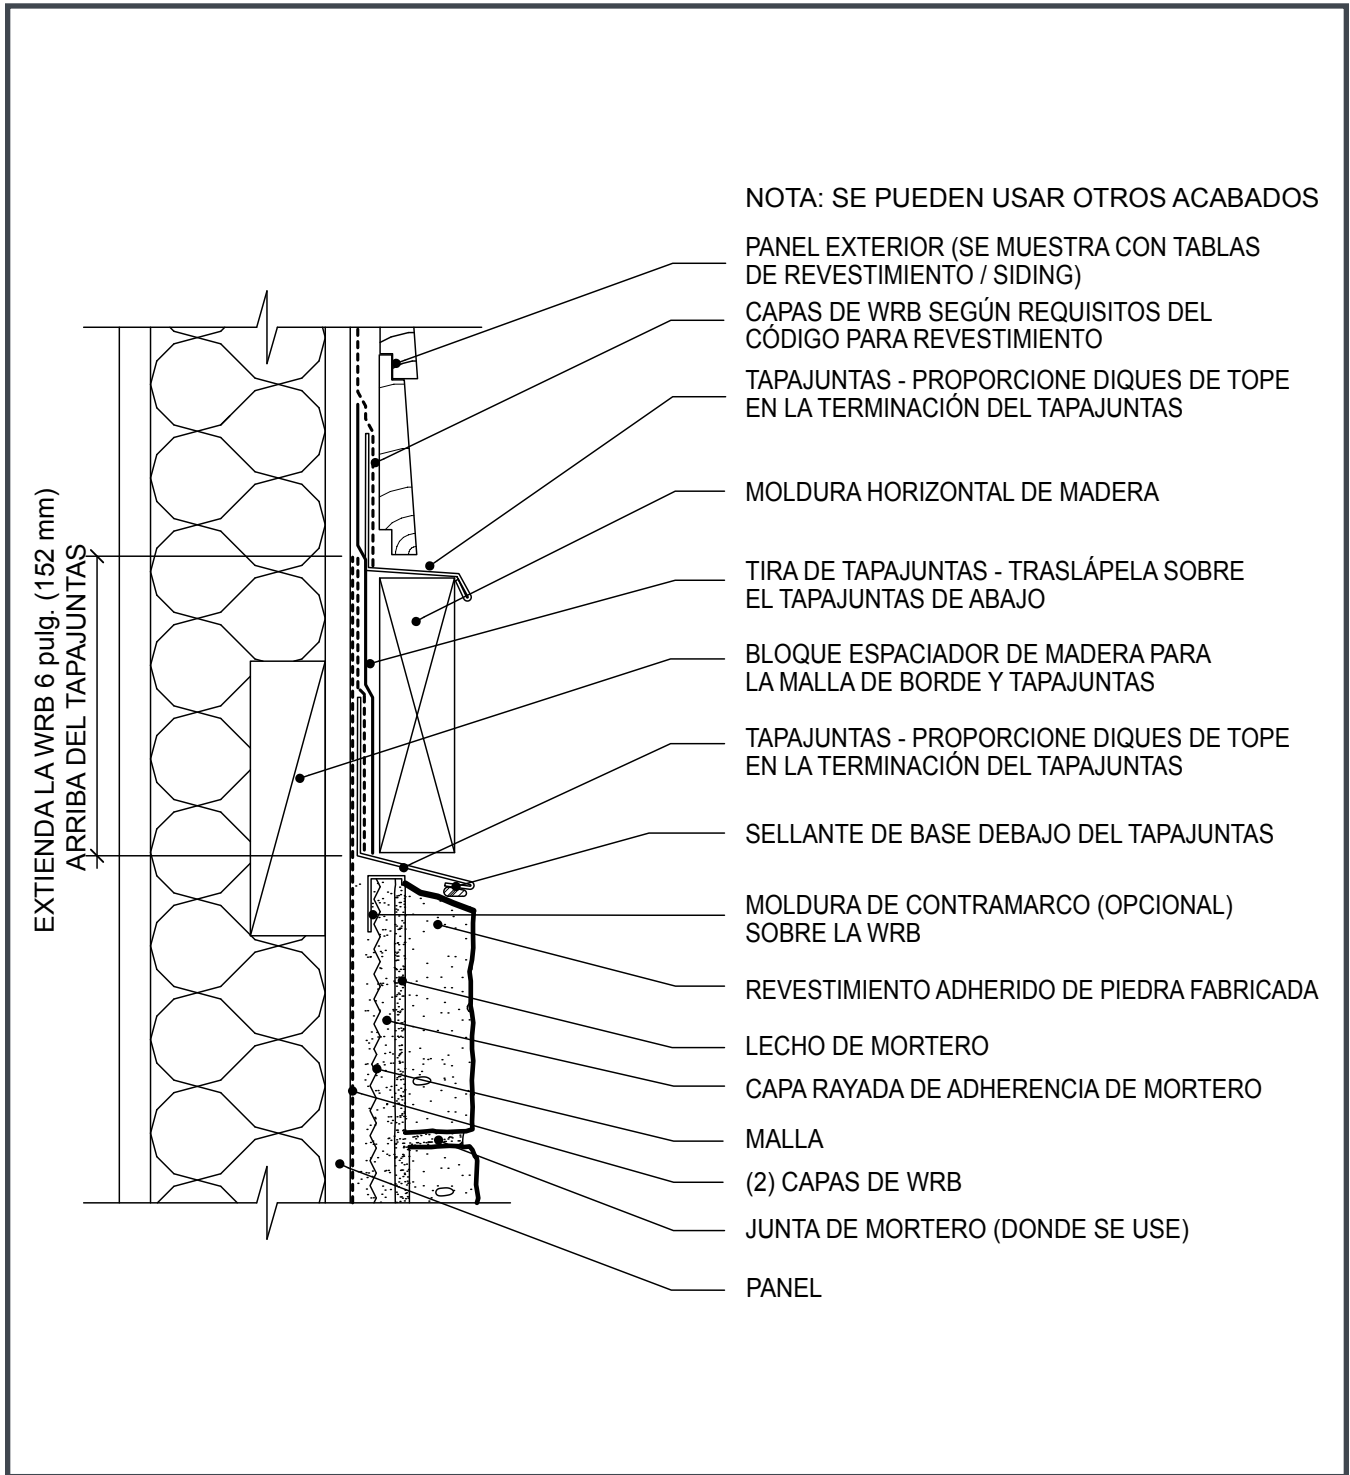 NOTA: SE PUEDEN USAR OTROS ACABADOS
PANEL EXTERIOR (SE MUESTRA CON TABLAS
DE REVESTIMIENTO / SIDING)
CAPAS DE WRB SEGÚN REQUISITOS DEL
CÓDIGO PARA REVESTIMIENTO
TAPAJUNTAS - PROPORCIONE DIQUES DE TOPE
EN LA TERMINACIÓN DEL TAPAJUNTAS
MOLDURA HORIZONTAL DE MADERA
TIRA DE TAPAJUNTAS - TRASLÁPELA SOBRE
EL TAPAJUNTAS DE ABAJO
BLOQUE ESPACIADOR DE MADERA PARA
LA MALLA DE BORDE Y TAPAJUNTAS
TAPAJUNTAS - PROPORCIONE DIQUES DE TOPE
EN LA TERMINACIÓN DEL TAPAJUNTAS
SELLANTE DE BASE DEBAJO DEL TAPAJUNTAS
MOLDURA DE CONTRAMARCO (OPCIONAL)
SOBRE LA WRB
REVESTIMIENTO ADHERIDO DE PIEDRA FABRICADA
LECHO DE MORTERO
CAPA RAYADA DE ADHERENCIA DE MORTERO
MALLA
(2) CAPAS DE WRB
JUNTA DE MORTERO (DONDE SE USE)
PANEL
EXTIENDA LA WRB 6 pulg. (152 mm)
ARRIBA DEL TAPAJUNTAS